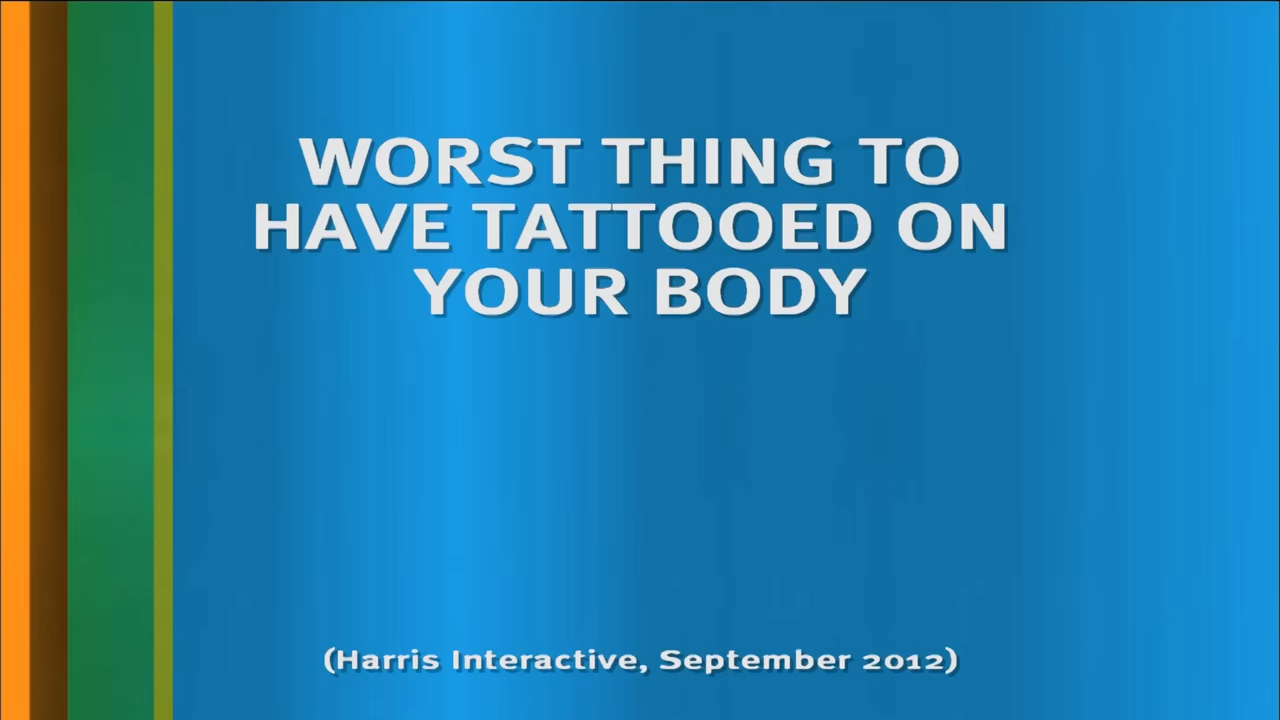 WORST THING TO
HAVE TATTOOED ON
YOUR BODY
(Harris Interactive, September 2012)